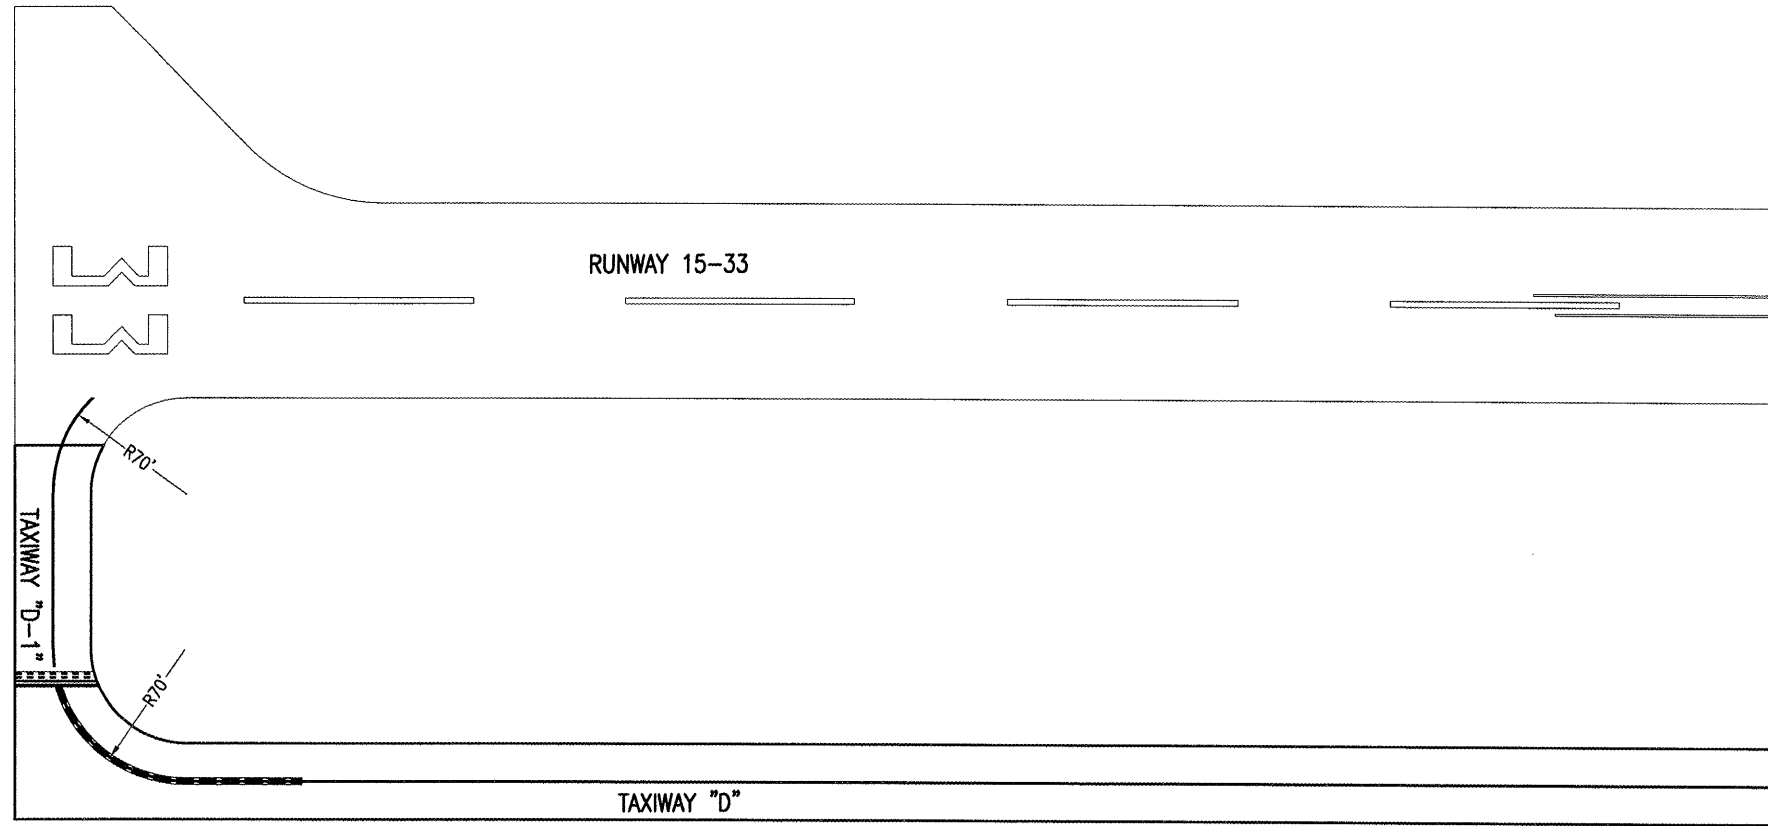 RUNWAY 15-33
R70'
TAXIWAY "D-1"
R70'
TAXIWAY "D"
33